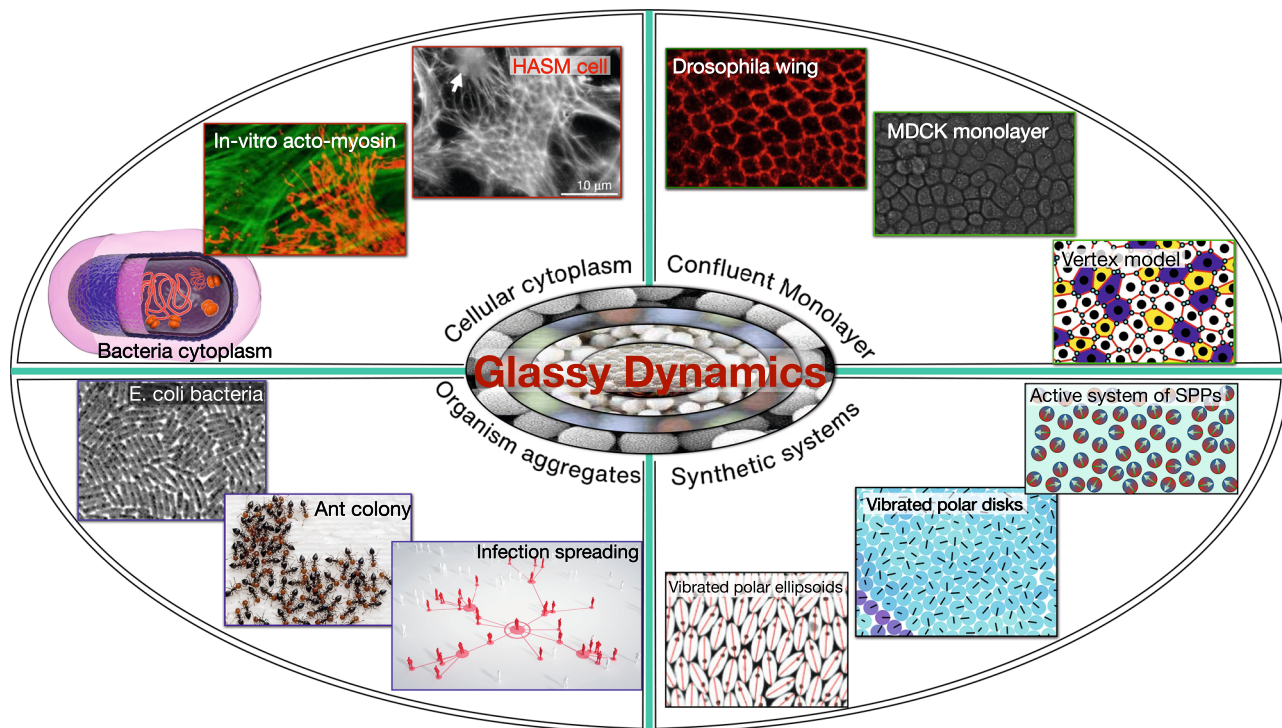 HASM cell
10 µm
In-vitro acto-myosin
Bacteria cytoplasm
Cellular cytoplasm
Drosophila wing
MDCK monolayer
Vertex model
Confluent Monolayer
Glassy Dynamics
Organism aggregates
E. coli bacteria
Ant colony
Infection spreading
Synthetic systems
Active system of SPPs
Vibrated polar disks
Vibrated polar ellipsoids